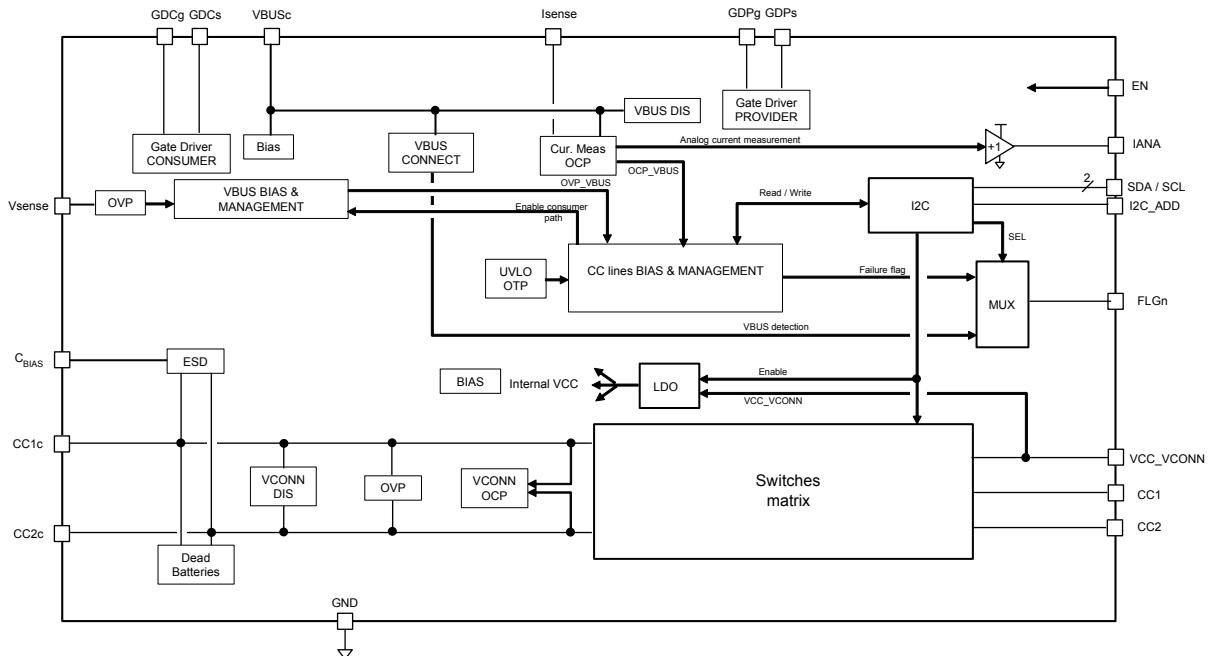 GDCg GDCs VBUSc Isense GDPg GDPs
EN
VBUS DIS
Gate Driver
PROVIDER
Gate Driver
CONSUMER
Bias
VBUS
CONNECT
Cur. Meas
OCP
Analog current measurement
+1
IANA
OVP_VBUS
OCP_VBUS
Vsense
OVP
VBUS BIAS &
MANAGEMENT
Enable consumer
path
Read / Write
I2C
2
SDA / SCL
I2C_ADD
SEL
UVLO
OTP
CC lines BIAS & MANAGEMENT
Failure flag
MUX
FLGn
VBUS detection
CBIAS
ESD
BIAS
Internal VCC
LDO
Enable
VCC_VCONN
CC1c
VCONN
DIS
OVP
VCONN
OCP
Switches
matrix
VCC_VCONN
CC1
CC2
CC2c
Dead
Batteries
GND